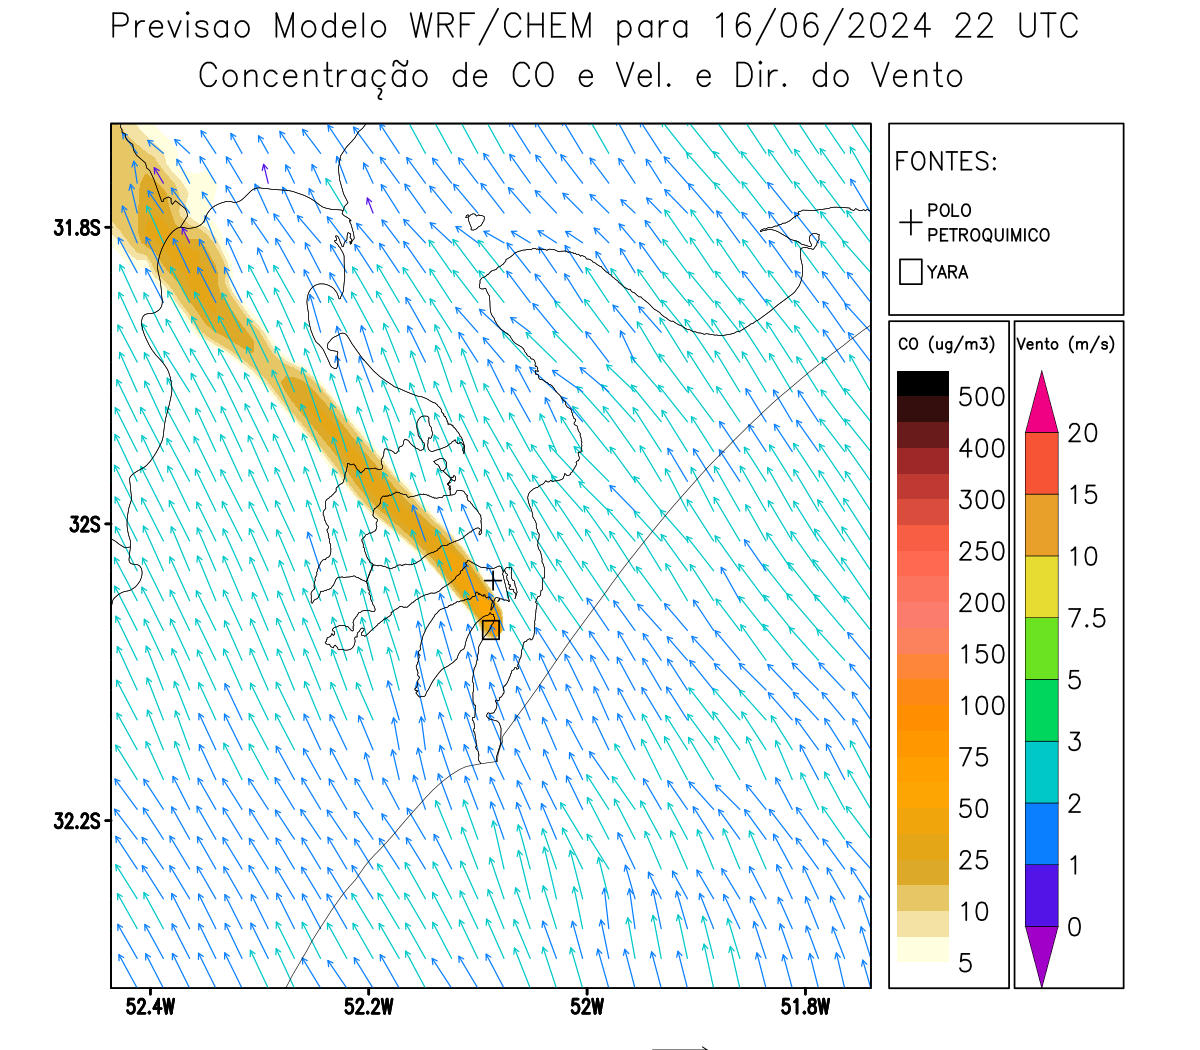 Previsao Modelo WRF/CHEM para 16/06/2024 22 UTC
Concentração de CO e Vel. e Dir. do Vento
FONTES:
POLO
PETROQUIMICO
YARA
CO (ug/m3)
500
400
300
250
200
150
100
75
50
25
10
5
Vento (m/s)
20
15
10
7.5
5
3
2
1
0
31.8S
32S
32.2S
52.4W
52.2W
52W
51.8W